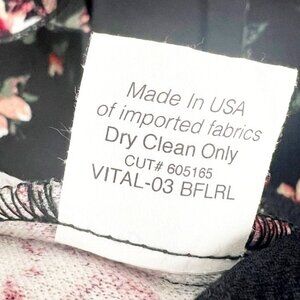 Made In USA
of imported fabrics
Dry Clean Only
CUT# 605165
VITAL-03 BFLRL